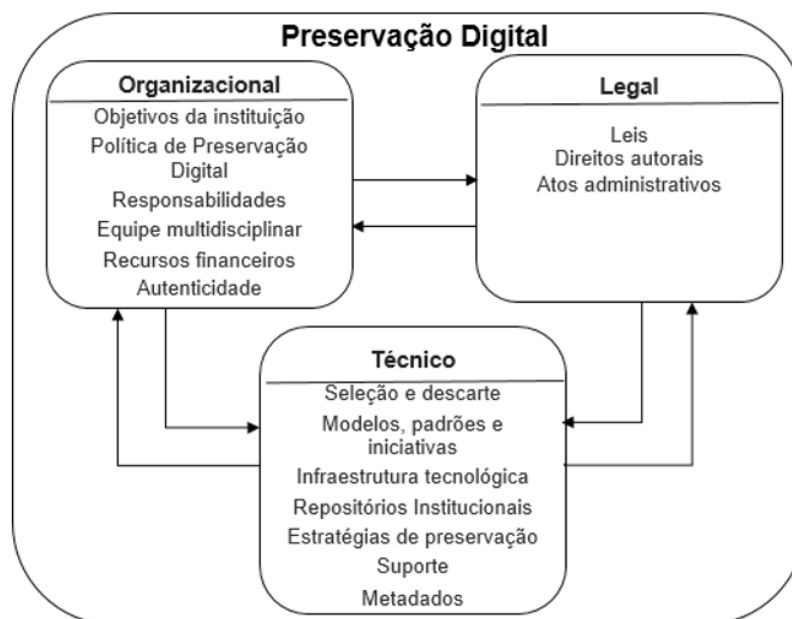 Preservação Digital
Organizacional
Objetivos da instituição
Política de Preservação
Digital
Responsabilidades
Equipe multidisciplinar
Recursos financeiros
Autenticidade
Legal
Leis
Direitos autorais
Atos administrativos
Técnico
Seleção e descarte
Modelos, padrões e
iniciativas
Infraestrutura tecnológica
Repositórios Institucionais
Estratégias de preservação
Suporte
Metadados